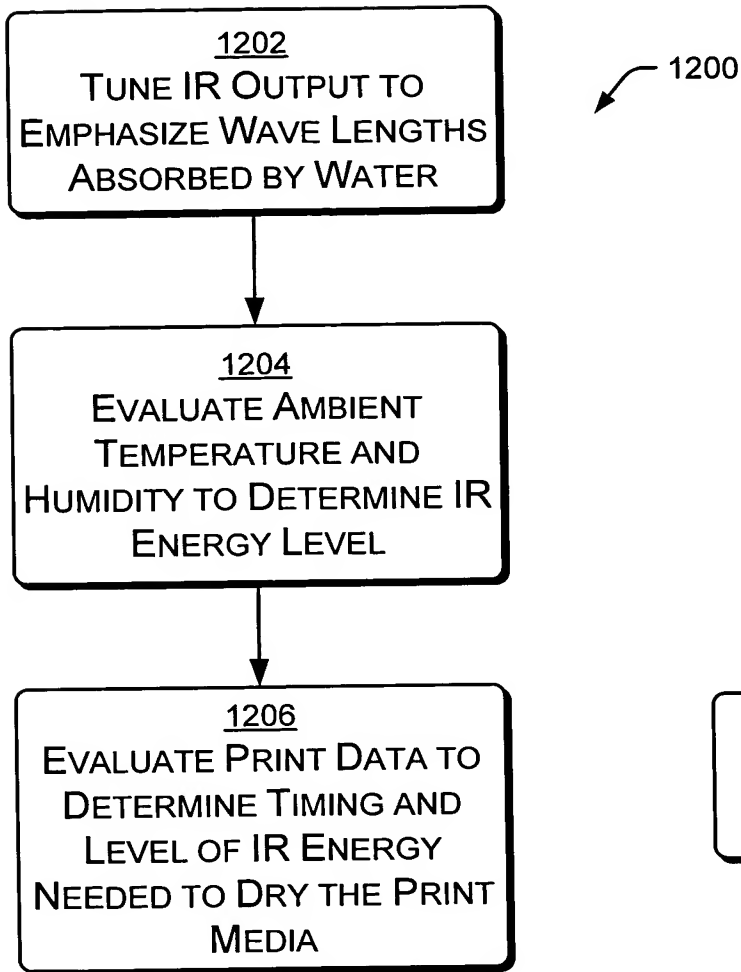 1202
TUNE IR OUTPUT TO
EMPHASIZE WAVE LENGTHS
ABSORBED BY WATER
1200
1204
EVALUATE AMBIENT
TEMPERATURE AND
HUMIDITY TO DETERMINE IR
ENERGY LEVEL
1206
EVALUATE PRINT DATA TO
DETERMINE TIMING AND
LEVEL OF IR ENERGY
NEEDED TO DRY THE PRINT
MEDIA